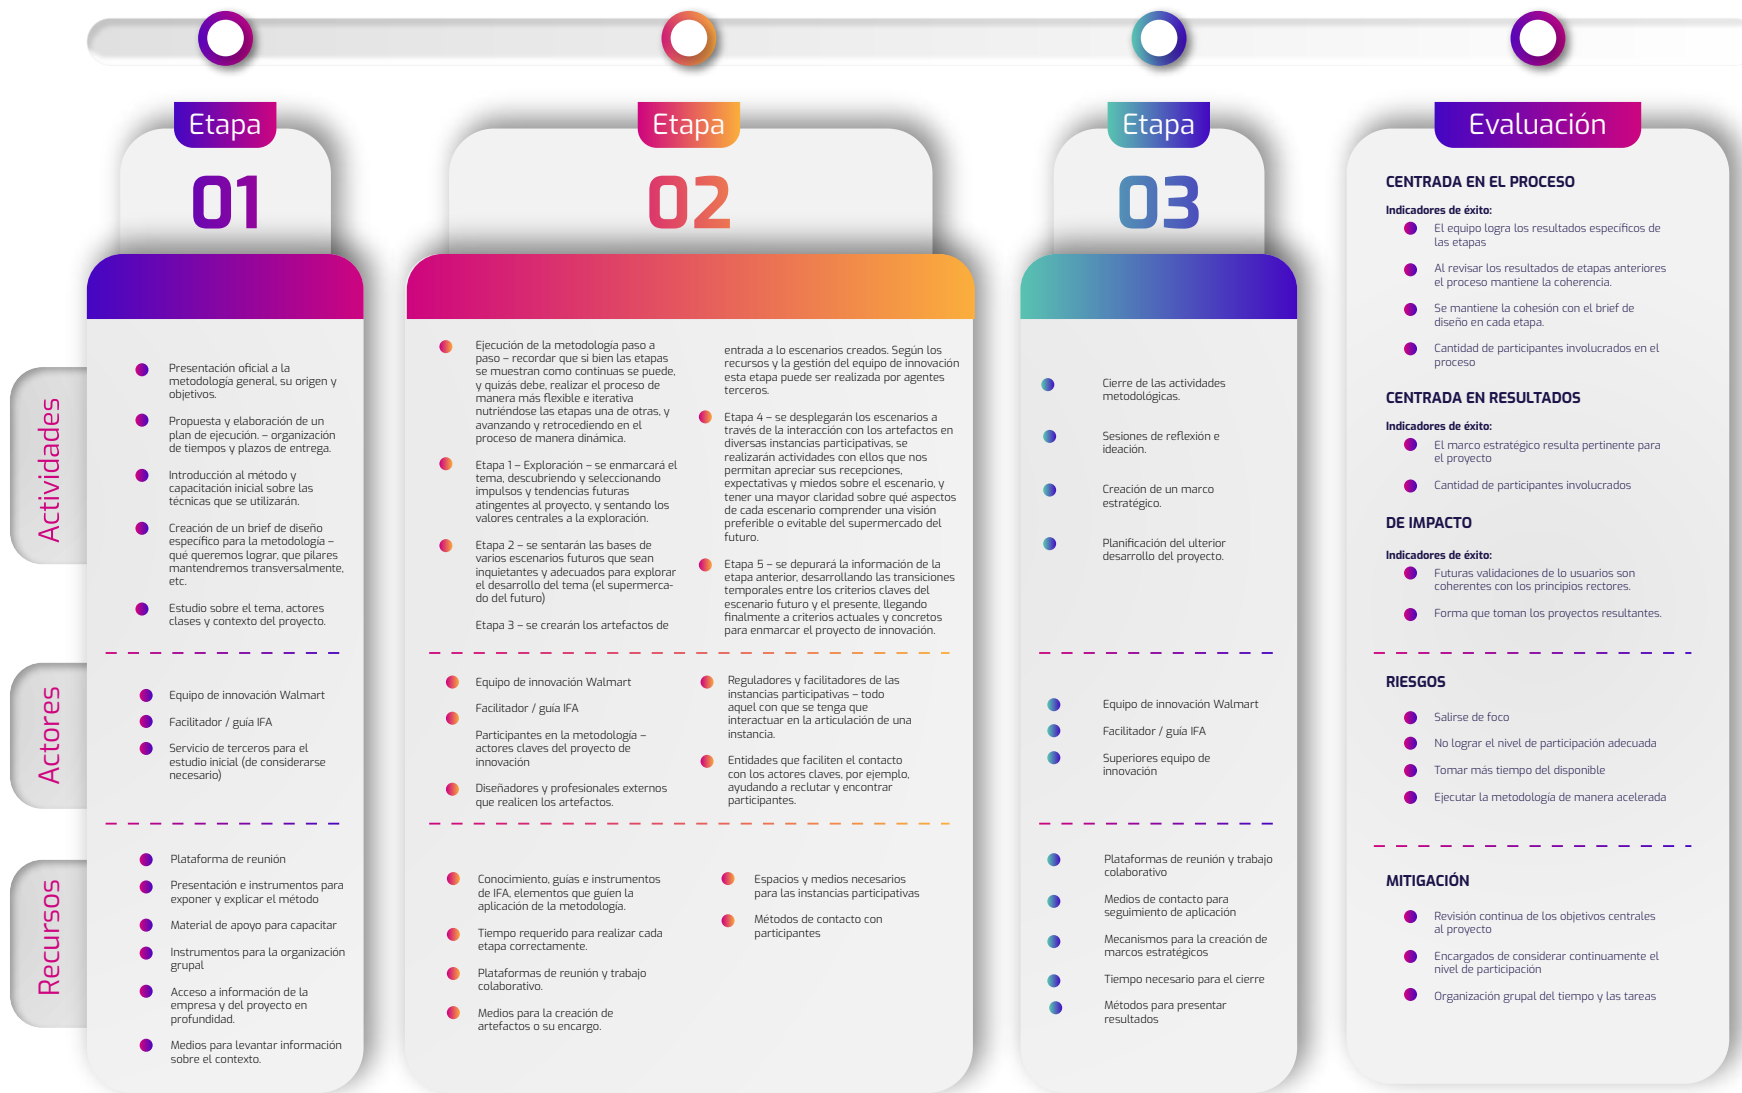 Etapa
01
Etapa
02
Etapa
03
Evaluación
Actividades
Presentación oficial a la
metodología general, su origen y
objetivos.
Propuesta y elaboración de un
plan de ejecución. – organización
de tiempos y plazos de entrega.
Introducción al método y
capacitación inicial sobre las
técnicas que se utilizarán.
Creación de un brief de diseño
específico para la metodología –
qué queremos lograr, que pilares
mantendremos transversalmente,
etc.
Estudio sobre el tema, actores
clases y contexto del proyecto.
Ejecución de la metodología paso a
paso – recordar que si bien las etapas
se muestran como continuas se puede,
y quizás debe, realizar el proceso de
manera más flexible e iterativa
nutriéndose las etapas una de otras, y
avanzando y retrocediendo en el
proceso de manera dinámica.
Etapa 1 – Exploración – se enmarcará el
tema, descubriendo y seleccionando
impulsos y tendencias futuras
atingentes al proyecto, y sentando los
valores centrales a la exploración.
Etapa 2 – se sentarán las bases de
varios escenarios futuros que sean
inquietantes y adecuados para explorar
el desarrollo del tema (el supermerca-
do del futuro)
Etapa 3 – se crearán los artefactos de
entrada a lo escenarios creados. Según los
recursos y la gestión del equipo de innovación
esta etapa puede ser realizada por agentes
terceros.
Etapa 4 – se desplegarán los escenarios a
través de la interacción con los artefactos en
diversas instancias participativas, se
realizarán actividades con ellos que nos
permitan apreciar sus recepciones,
expectativas y miedos sobre el escenario, y
tener una mayor claridad sobre qué aspectos
de cada escenario comprender una visión
preferible o evitable del supermercado del
futuro.
Etapa 5 – se depurará la información de la
etapa anterior, desarrollando las transiciones
temporales entre los criterios claves del
escenario futuro y el presente, llegando
finalmente a criterios actuales y concretos
para enmarcar el proyecto de innovación.
Cierre de las actividades
metodológicas.
Sesiones de reflexión e
ideación.
Creación de un marco
estratégico.
Planificación del ulterior
desarrollo del proyecto.
Actores
Equipo de innovación Walmart
Facilitador / guía IFA
Servicio de terceros para el
estudio inicial (de considerarse
necesario)
Equipo de innovación Walmart
Facilitador / guía IFA
Participantes en la metodología –
actores claves del proyecto de
innovación
Diseñadores y profesionales externos
que realicen los artefactos.
Reguladores y facilitadores de las
instancias participativas – todo
aquel con que se tenga que
interactuar en la articulación de una
instancia.
Entidades que faciliten el contacto
con los actores claves, por ejemplo,
ayudando a reclutar y encontrar
participantes.
Equipo de innovación Walmart
Facilitador / guía IFA
Superiores equipo de
innovación
Recursos
Plataforma de reunión
Presentación e instrumentos para
exponer y explicar el método
Material de apoyo para capacitar
Instrumentos para la organización
grupal
Acceso a información de la
empresa y del proyecto en
profundidad.
Medios para levantar información
sobre el contexto.
Conocimiento, guías e instrumentos
de IFA, elementos que guíen la
aplicación de la metodología.
Tiempo requerido para realizar cada
etapa correctamente.
Plataformas de reunión y trabajo
colaborativo.
Medios para la creación de
artefactos o su encargo.
Espacios y medios necesarios
para las instancias participativas
Métodos de contacto con
participantes
Plataformas de reunión y trabajo
colaborativo
Medios de contacto para
seguimiento de aplicación
Mecanismos para la creación de
marcos estratégicos
Tiempo necesario para el cierre
Métodos para presentar
resultados
CENTRADA EN EL PROCESO
Indicadores de éxito:
El equipo logra los resultados específicos de
las etapas
Al revisar los resultados de etapas anteriores
el proceso mantiene la coherencia.
Se mantiene la cohesión con el brief de
diseño en cada etapa.
Cantidad de participantes involucrados en el
proceso
CENTRADA EN RESULTADOS
Indicadores de éxito:
El marco estratégico resulta pertinente para
el proyecto
Cantidad de participantes involucrados
DE IMPACTO
Indicadores de éxito:
Futuras validaciones de lo usuarios son
coherentes con los principios rectores.
Forma que toman los proyectos resultantes.
RIESGOS
Salirse de foco
No lograr el nivel de participación adecuada
Tomar más tiempo del disponible
Ejecutar la metodología de manera acelerada
MITIGACIÓN
Revisión continua de los objetivos centrales
al proyecto
Encargados de considerar continuamente el
nivel de participación
Organización grupal del tiempo y las tareas